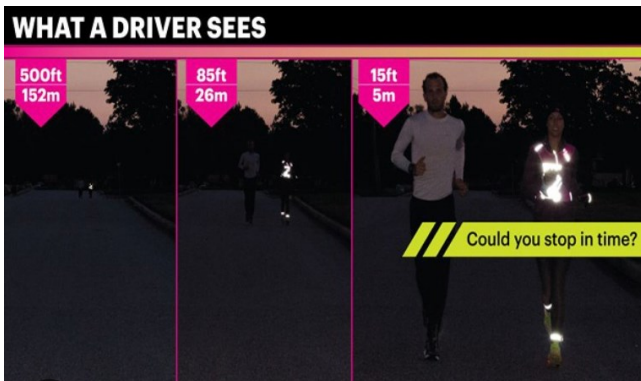 WHAT A DRIVER SEES
500ft
152m
85ft
26m
15ft
5m
Could you stop in time?